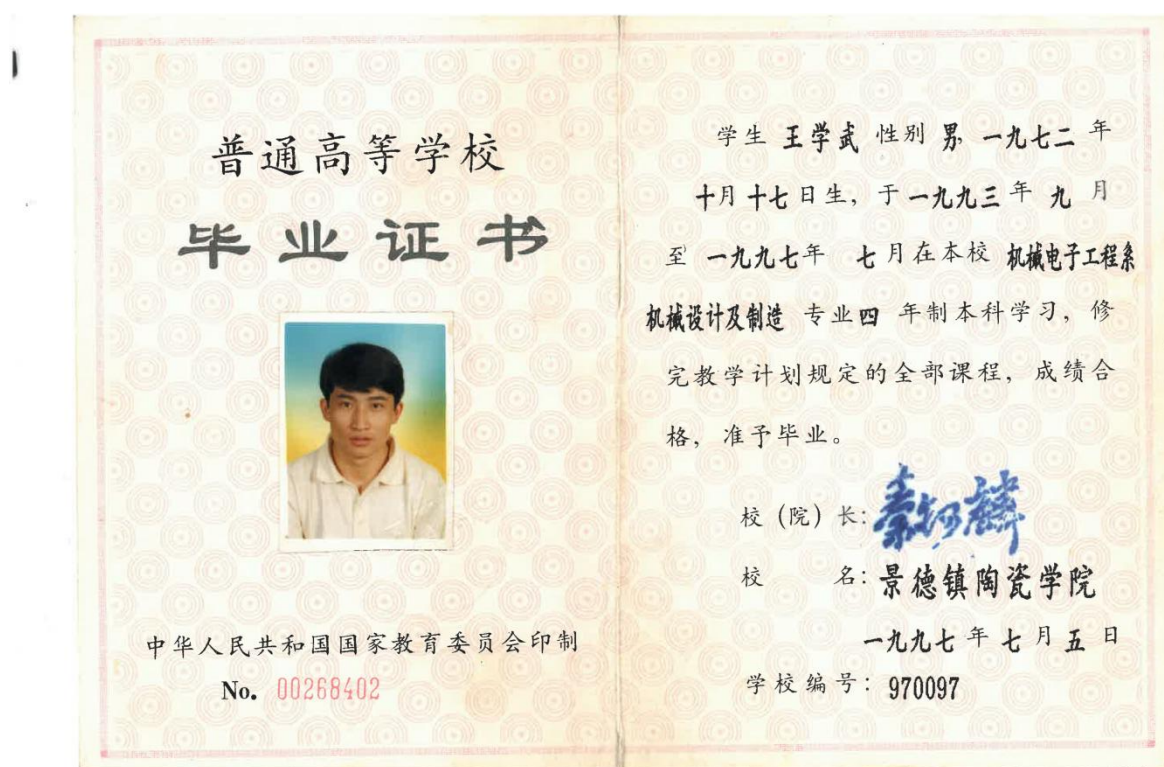 普通高等学校
毕业证书
中华人民共和国国家教育委员会印制
No. 00268402
学生 王学武 性别 男 一九七二 年
十月十七日生，于一九九三年 九 月
至 一九九七年 七月在本校 机械电子工程系
机械设计及制造 专业四 年制本科学习，修
完教学计划规定的全部课程，成绩合
格，准予毕业。
校（院）长：
校 名：景德镇陶瓷学院
一九九七 年 七 月 五 日
学校编号：970097